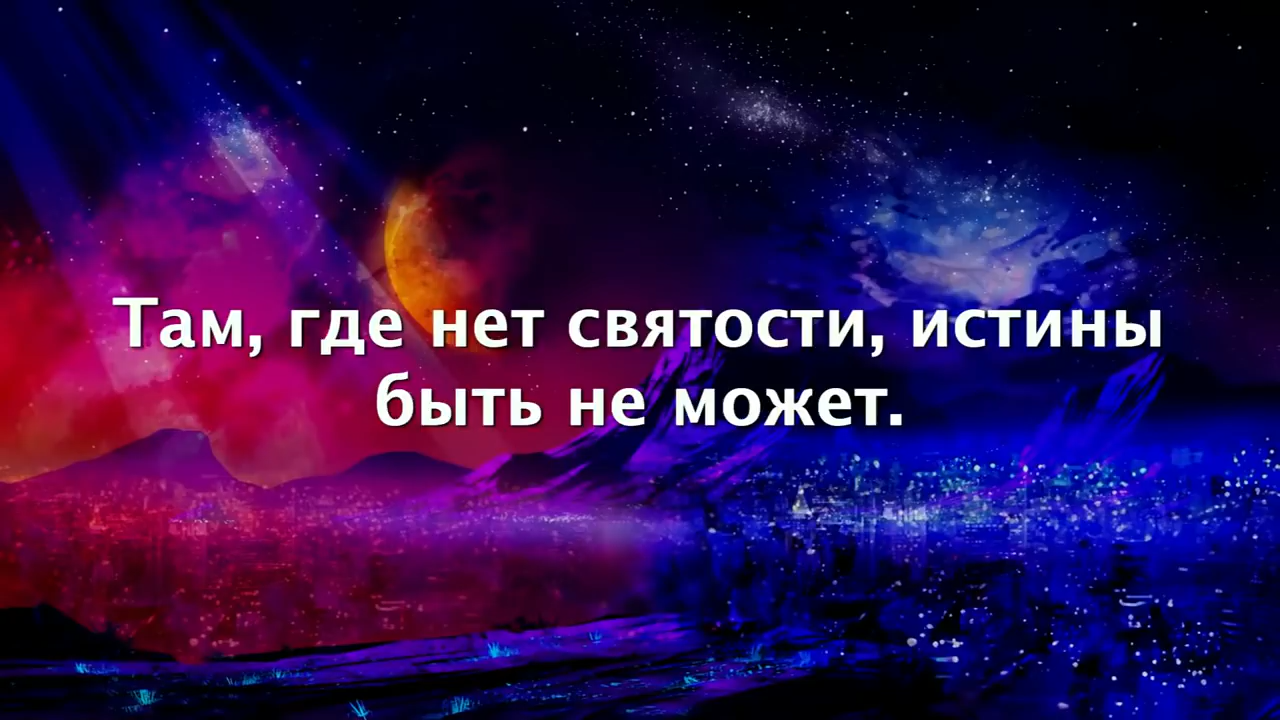 Там, где нет святости, истины
быть не может.